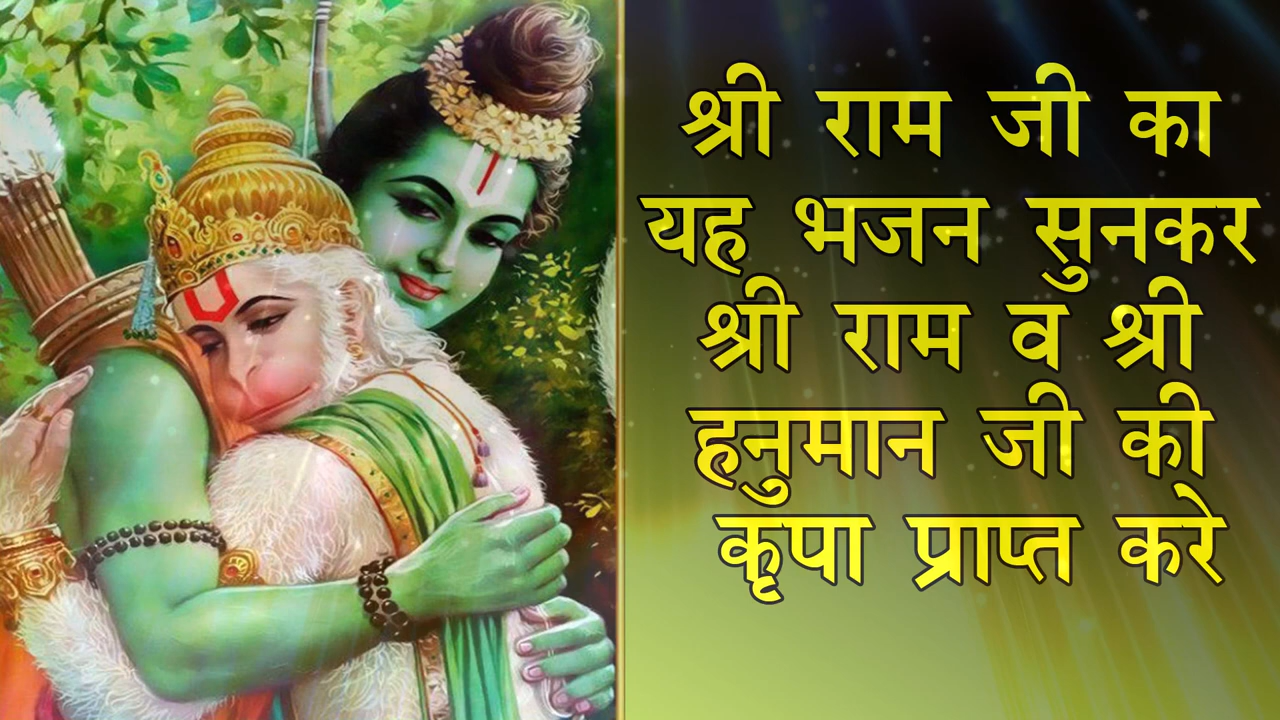 श्री राम जी का
यह भजन सुनकर
श्री राम व श्री
हनुमान जी की
कृपा प्राप्त करे